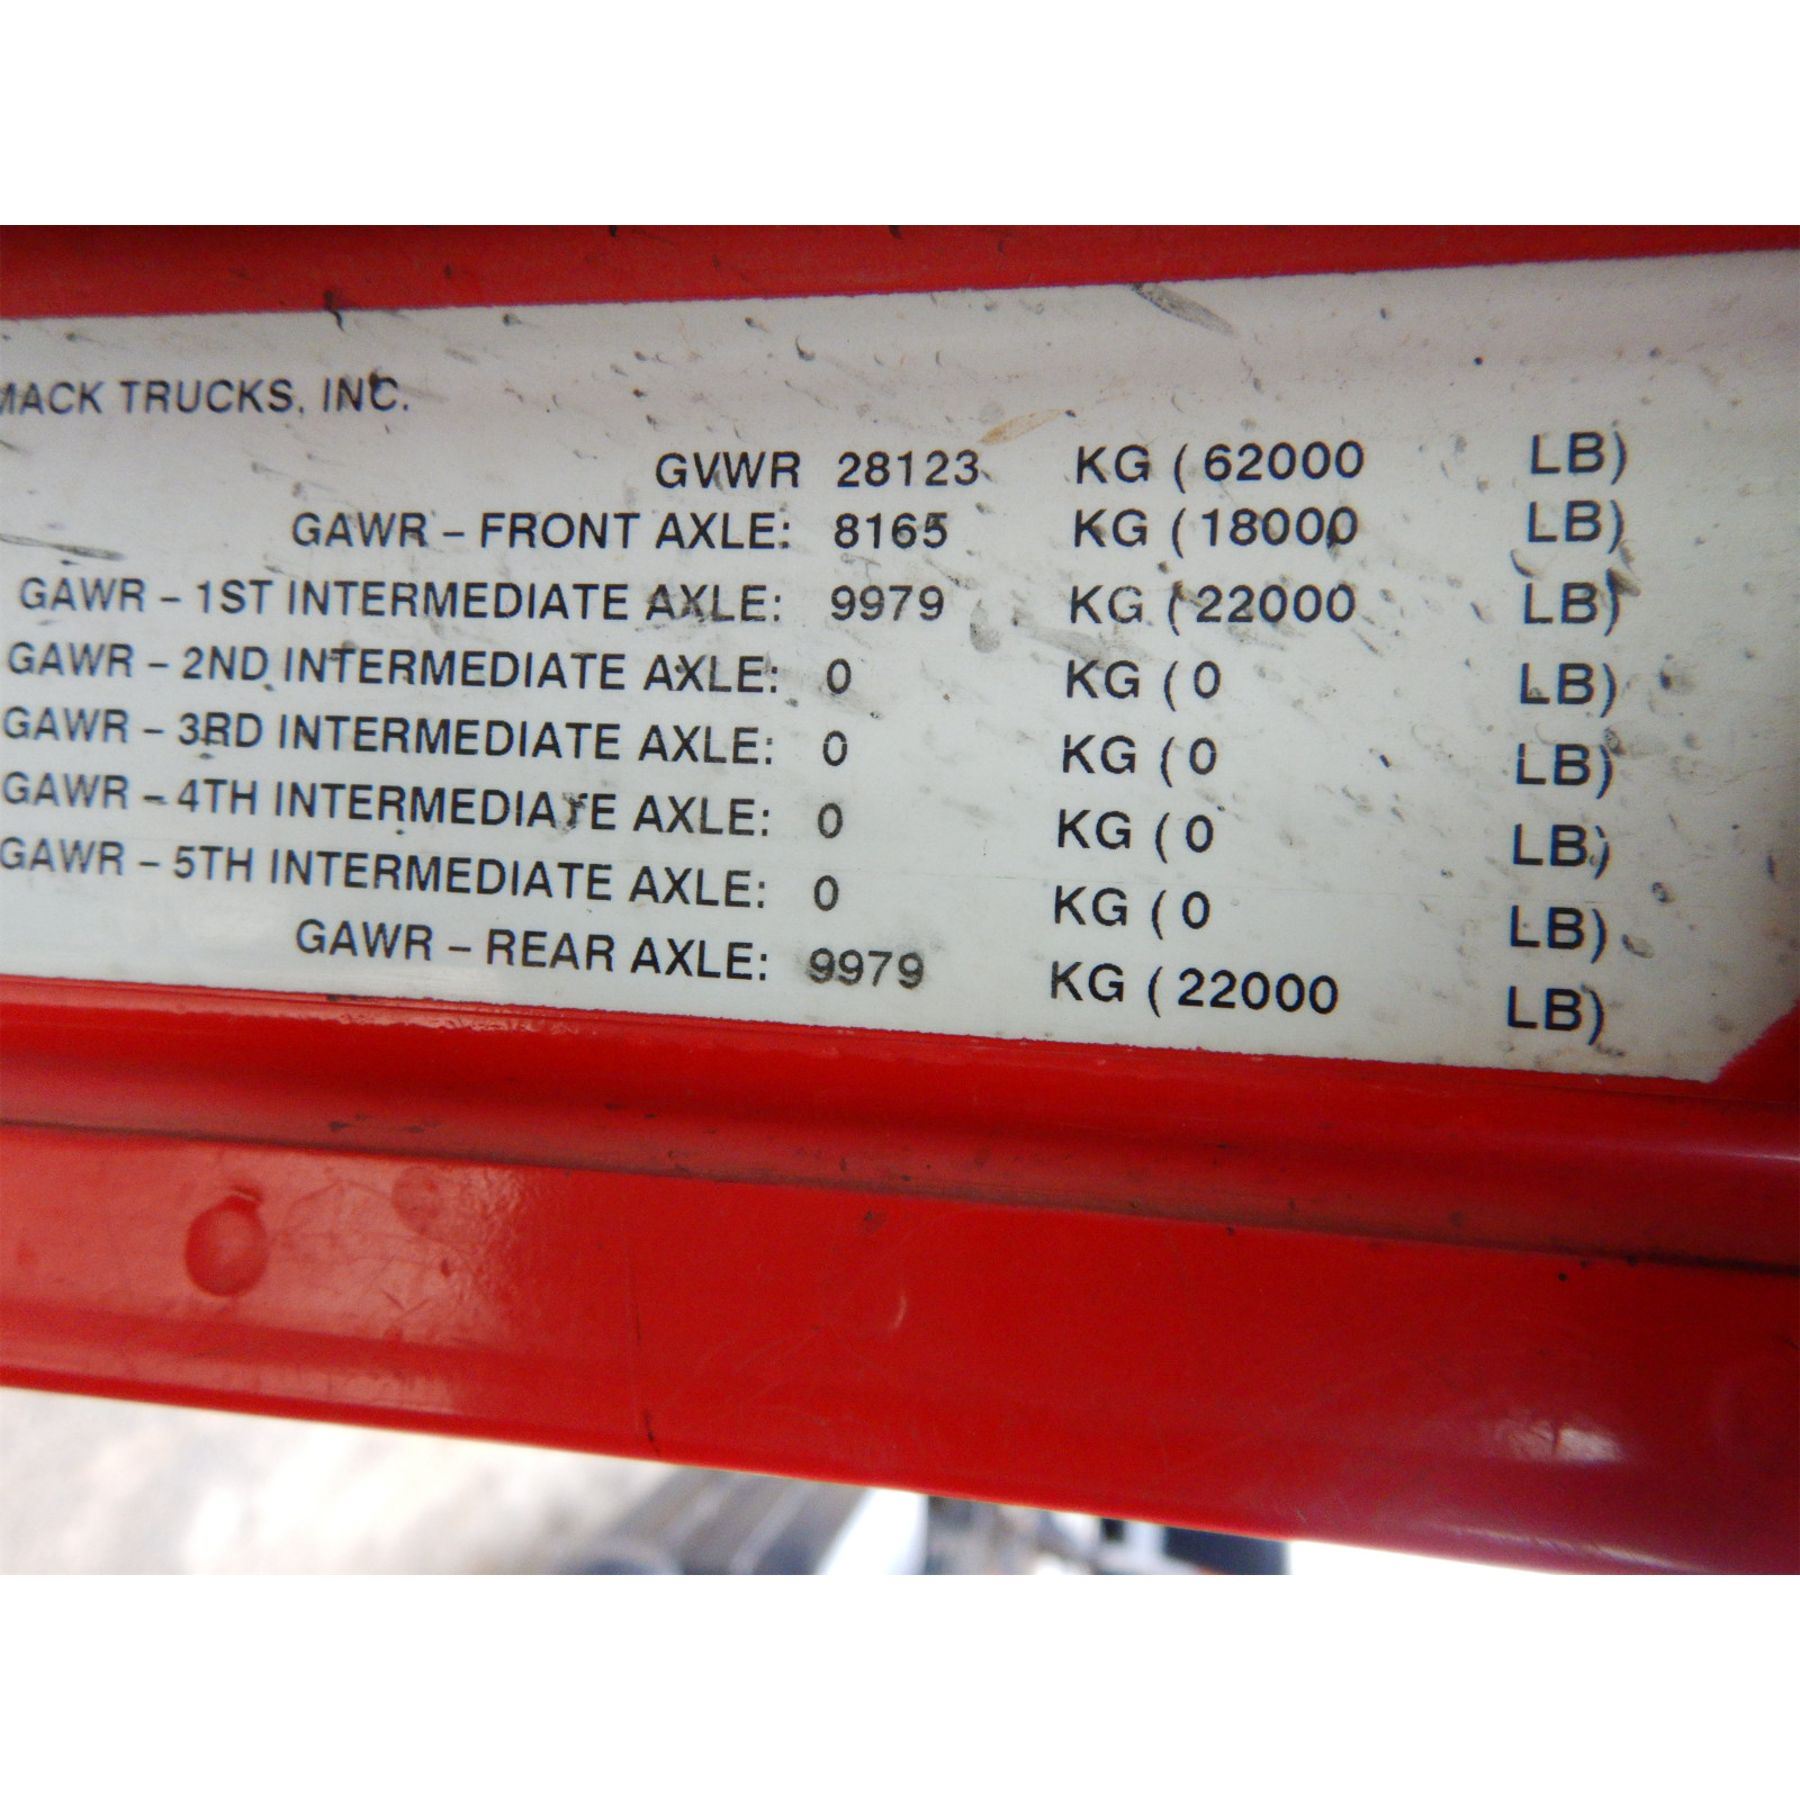 MACK TRUCKS, INC.
GVWR 28123 KG ( 62000 LB)
GAWR – FRONT AXLE: 8165 KG ( 18000 LB)
GAWR – 1ST INTERMEDIATE AXLE: 9979 KG ( 22000 LB)
GAWR – 2ND INTERMEDIATE AXLE: 0 KG ( 0 LB)
GAWR – 3RD INTERMEDIATE AXLE: 0 KG ( 0 LB)
GAWR – 4TH INTERMEDIATE AXLE: 0 KG ( 0 LB)
GAWR – 5TH INTERMEDIATE AXLE: 0 KG ( 0 LB)
GAWR – REAR AXLE: 9979 KG ( 22000 LB)